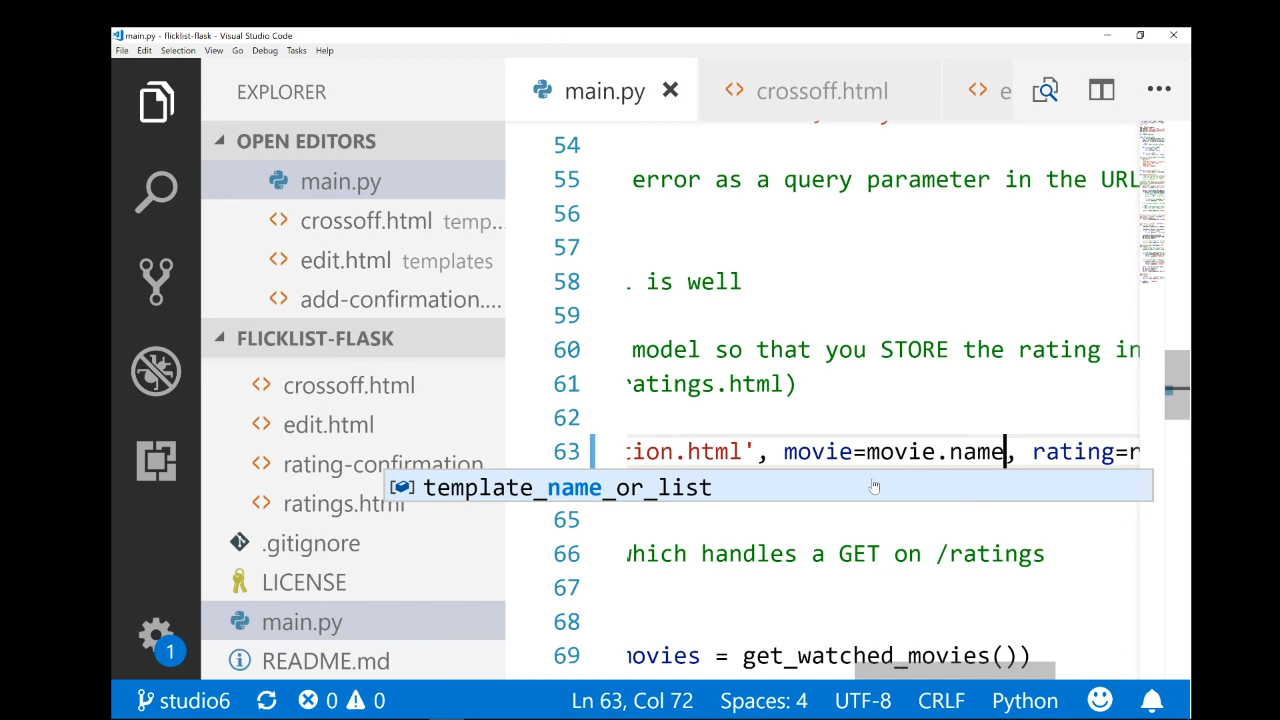 main.py - flicklist-flask - Visual Studio Code
File Edit Selection View Go Debug Tasks Help
EXPLORER
main.py
crossoff.html
e
OPEN EDITORS
main.py
crossoff.html temp...
edit.html templates
add-confirmation....
FLICKLIST-FLASK
crossoff.html
edit.html
rating-confirmation
ratings.html
.gitignore
LICENSE
main.py
README.md
1
54
55 error as a query parameter in the URL
56
57
58 is well
59
60 model so that you STORE the rating in
61 ratings.html)
62
63 tion.html', movie=movie.name, rating=n
template_name_or_list
65
66 which handles a GET on /ratings
67
68
69 movies = get_watched_movies())
studio6 0 0 Ln 63, Col 72 Spaces: 4 UTF-8 CRLF Python